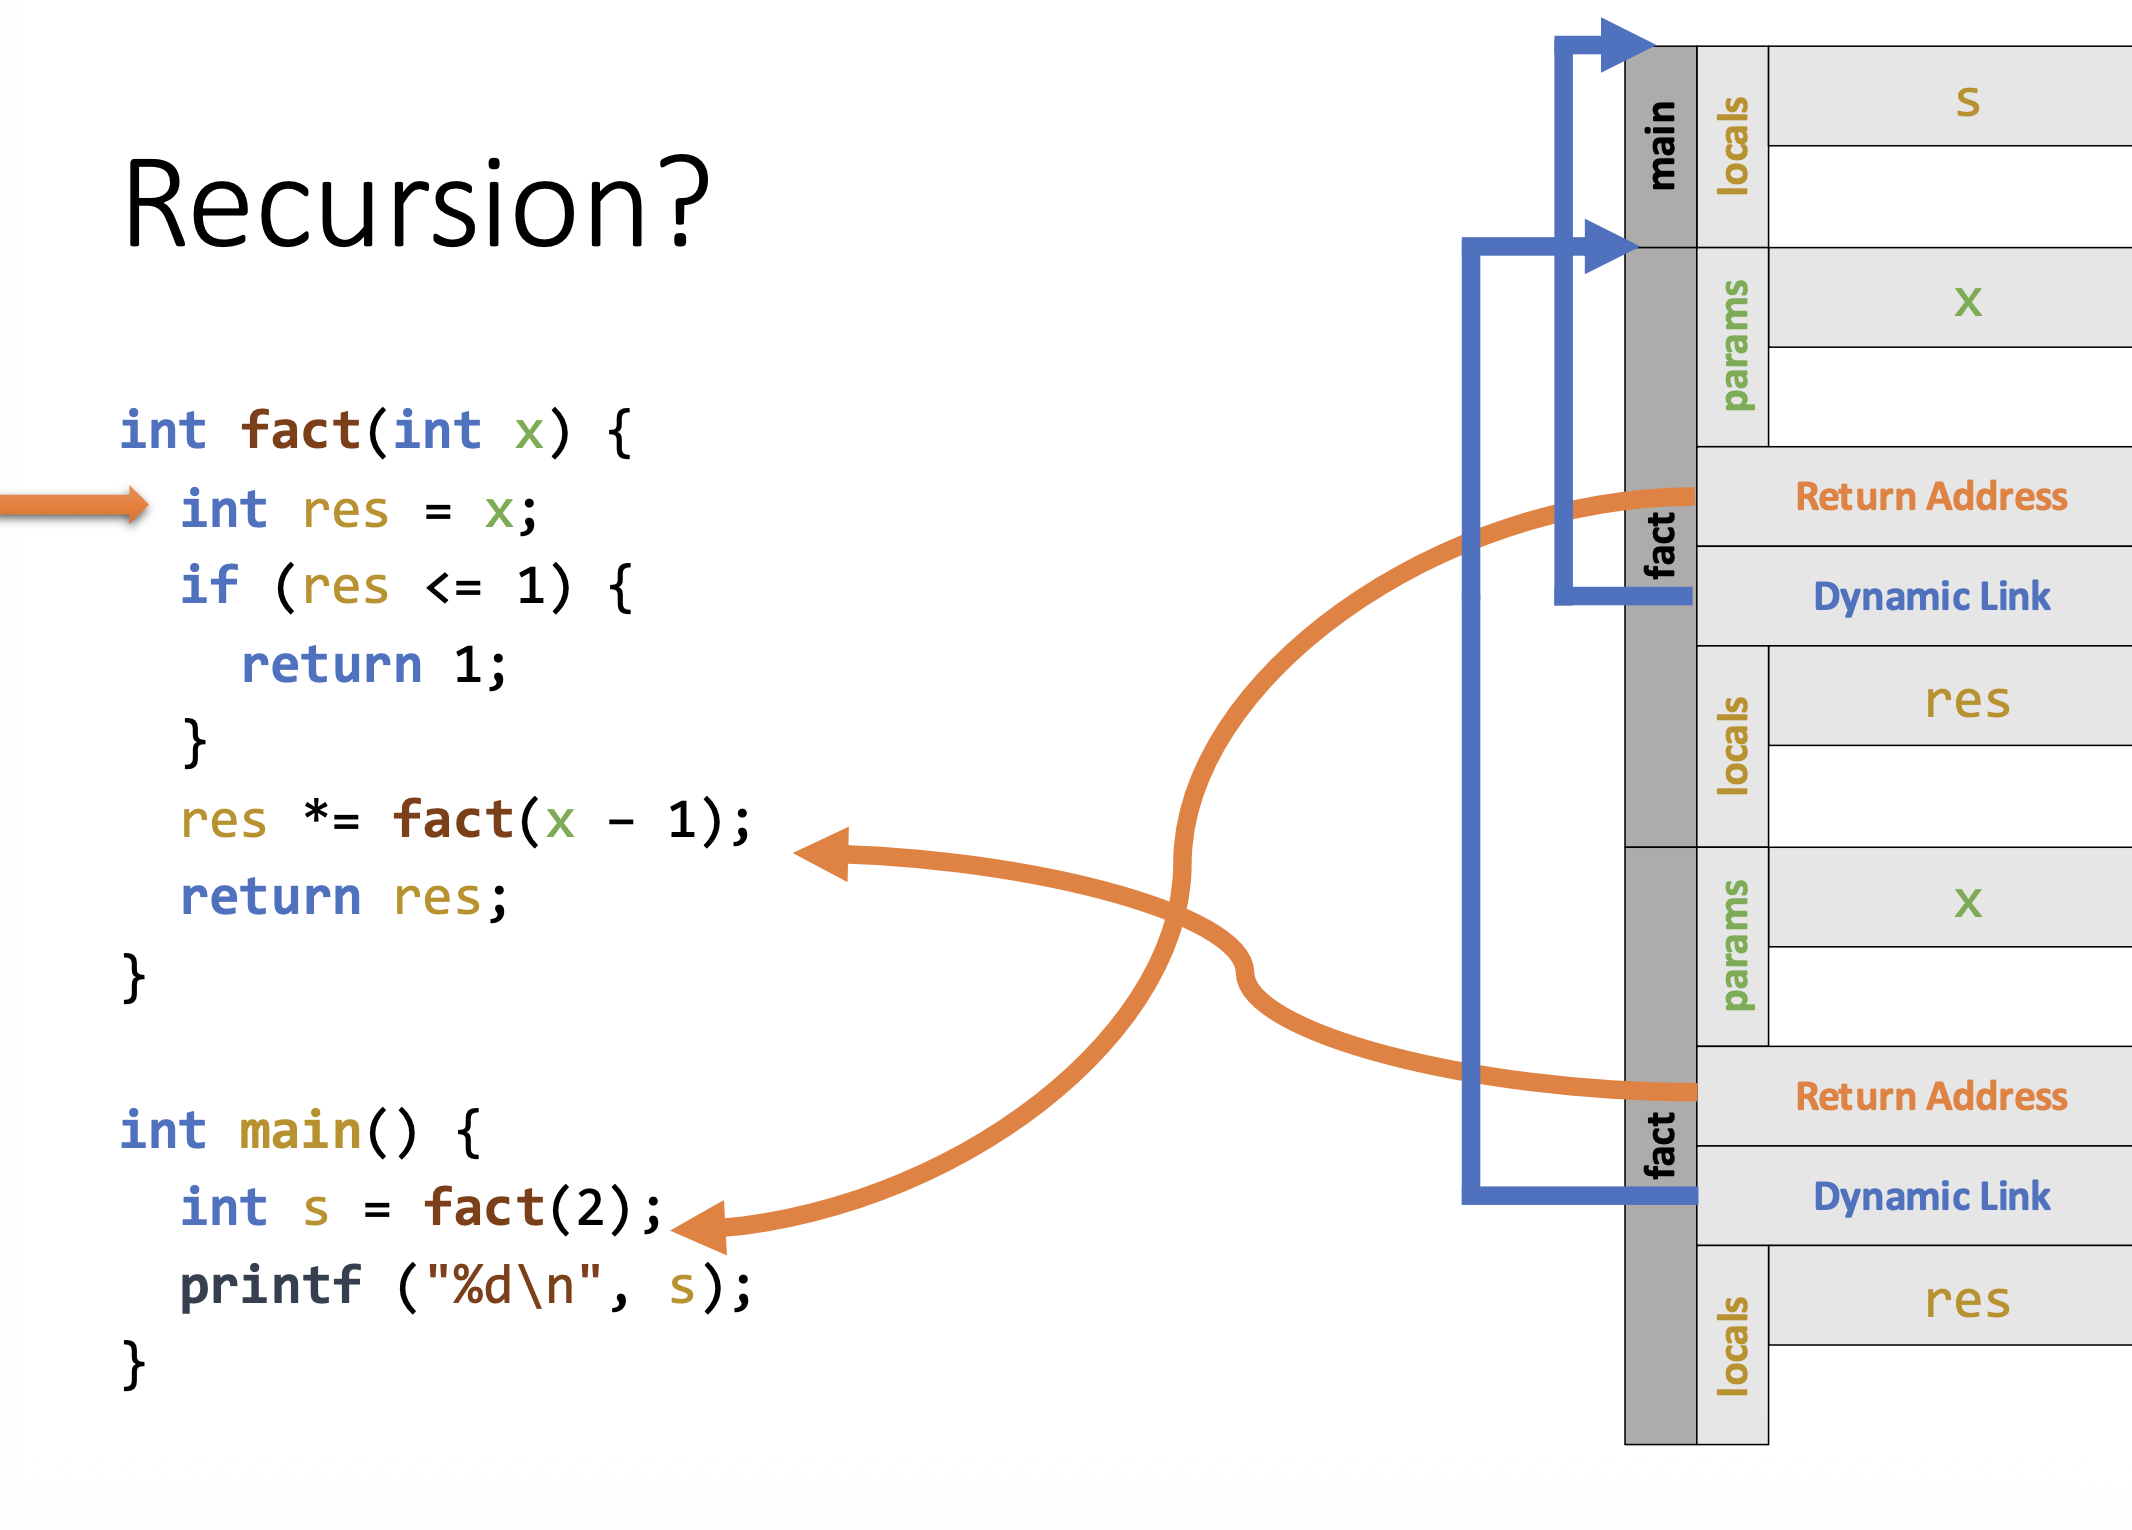 Recursion?
int fact(int x) {
int res = x;
if (res <= 1) {
return 1;
}
res *= fact(x – 1);
return res;
}
int main() {
int s = fact(2);
printf ("%d\n", s);
}
main
locals
s
fact
params
x
Return Address
Dynamic Link
locals
res
fact
params
x
Return Address
Dynamic Link
locals
res